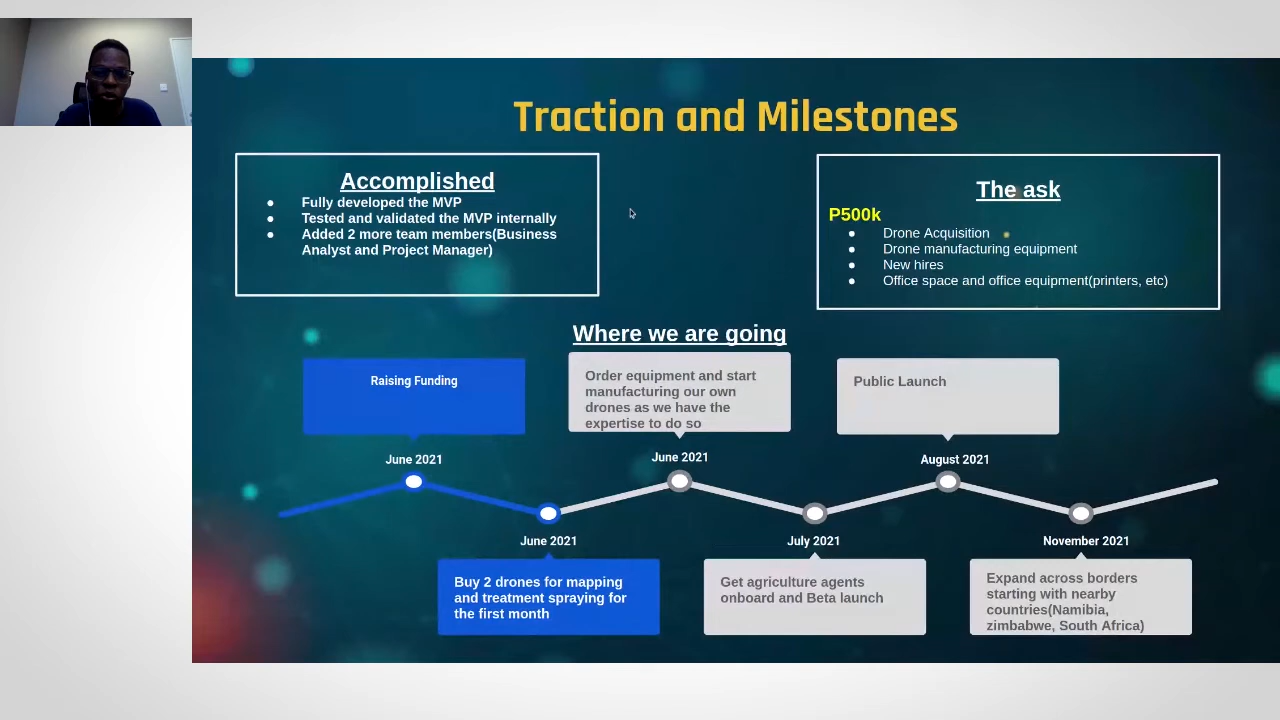 Traction and Milestones
Accomplished
● Fully developed the MVP
● Tested and validated the MVP internally
● Added 2 more team members(Business
Analyst and Project Manager)
The ask
P500k
● Drone Acquisition
● Drone manufacturing equipment
● New hires
● Office space and office equipment(printers, etc)
Where we are going
Raising Funding
June 2021
Buy 2 drones for mapping
and treatment spraying for
the first month
June 2021
Order equipment and start
manufacturing our own
drones as we have the
expertise to do so
June 2021
Get agriculture agents
onboard and Beta launch
July 2021
Public Launch
August 2021
Expand across borders
starting with nearby
countries(Namibia,
zimbabwe, South Africa)
November 2021